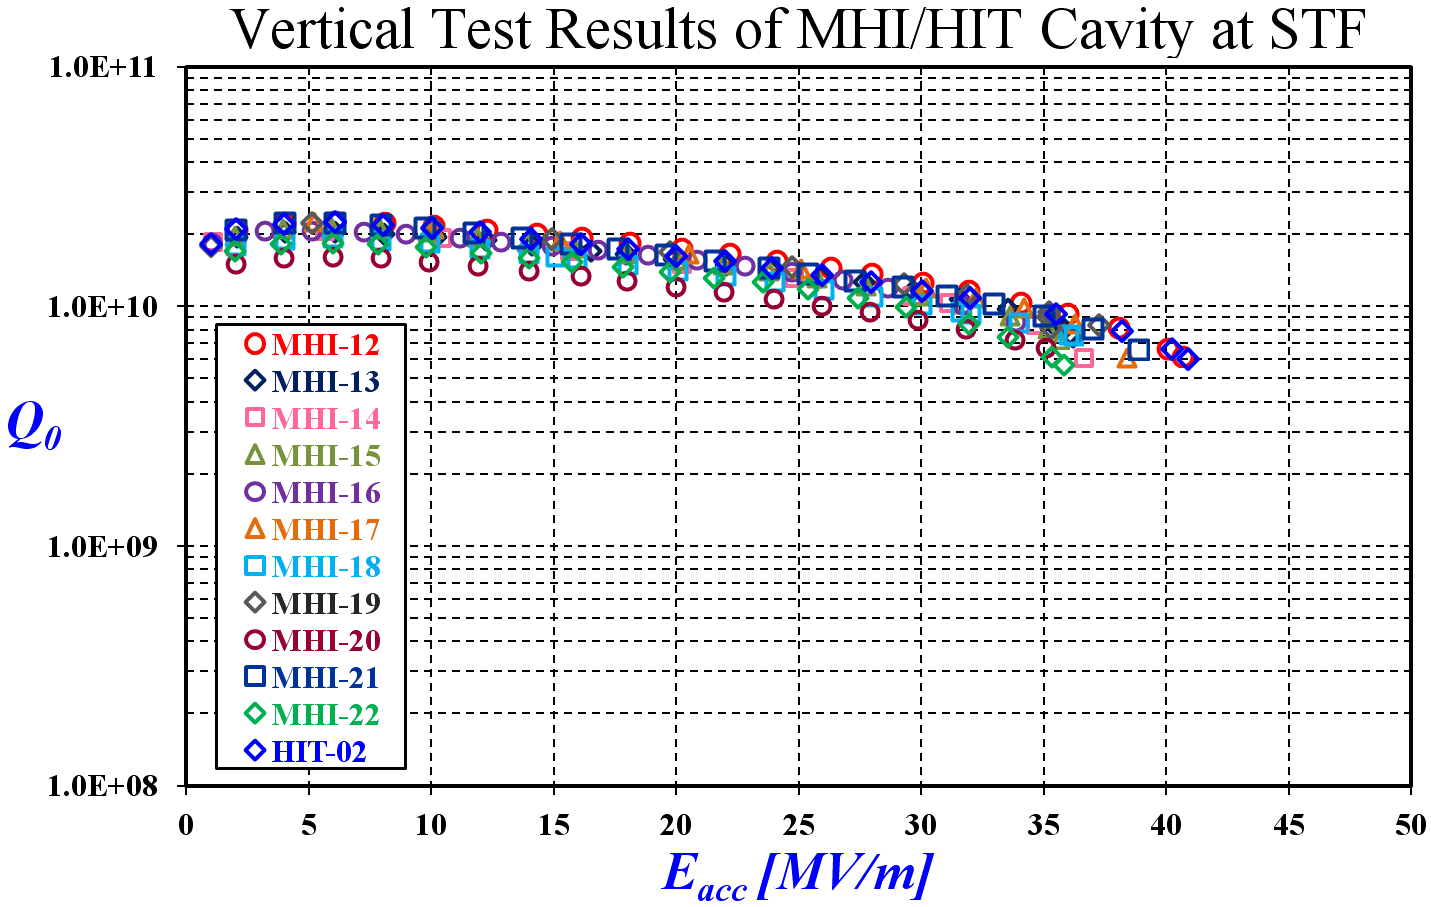 Vertical Test Results of MHI/HIT Cavity at STF
1.0E+11
1.0E+10
1.0E+09
1.0E+08
Q0
MHI-12
MHI-13
MHI-14
MHI-15
MHI-16
MHI-17
MHI-18
MHI-19
MHI-20
MHI-21
MHI-22
HIT-02
0 5 10 15 20 25 30 35 40 45 50
Eacc [MV/m]